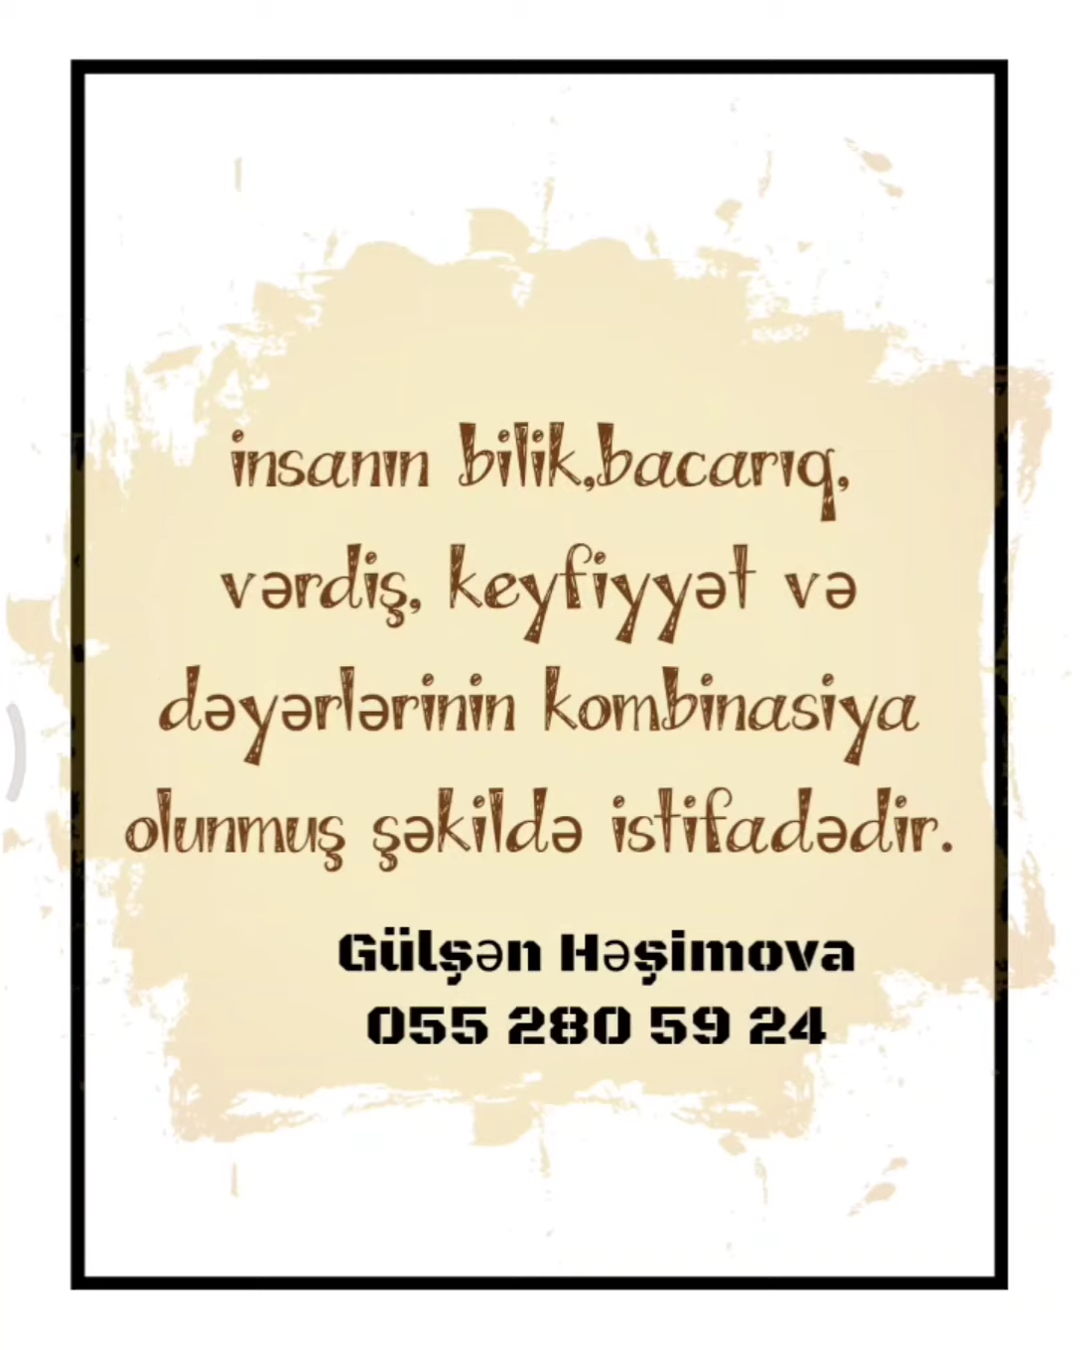 insanın bilik,bacarıq,
vərdiş, keyfiyyət və
dəyərlərinin kombinasiya
olunmuş şəkildə istifadədir.
Gülşən Həşimova
055 280 59 24